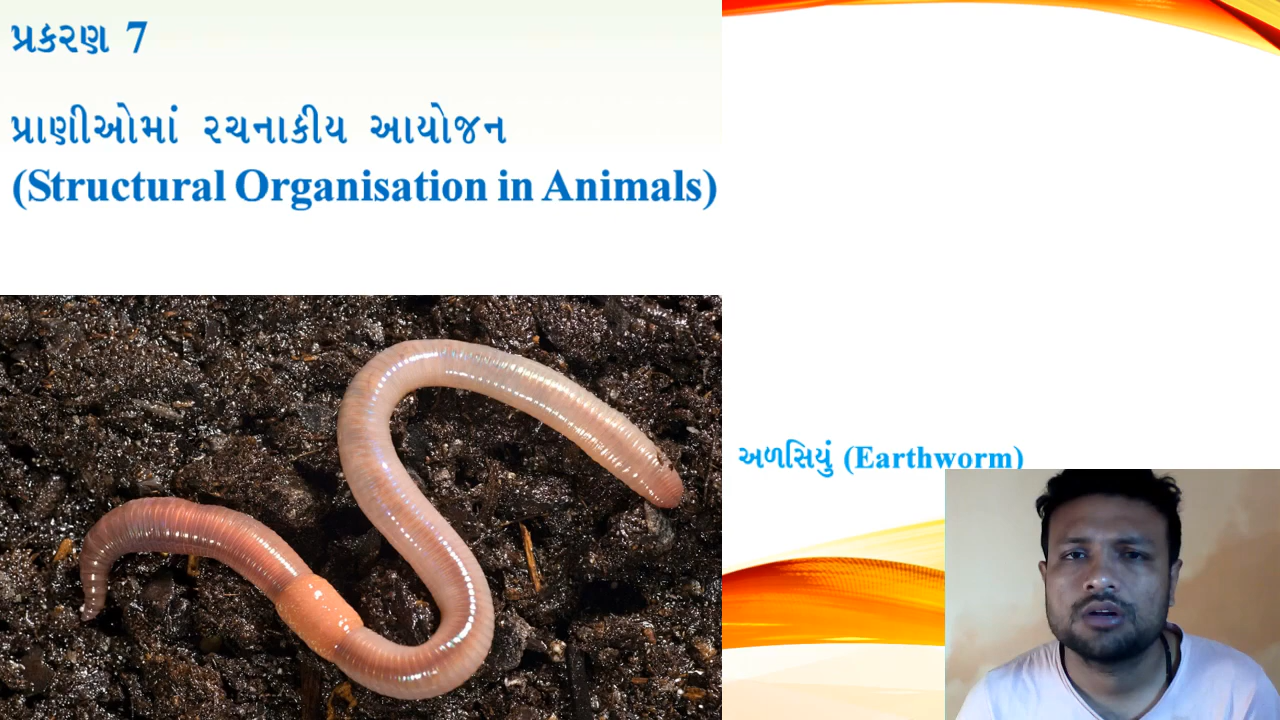 પ્રકરણ 7
પ્રાણીઓમાં રચનાકીય આયોજન
(Structural Organisation in Animals)
અળસિયું (Earthworm)